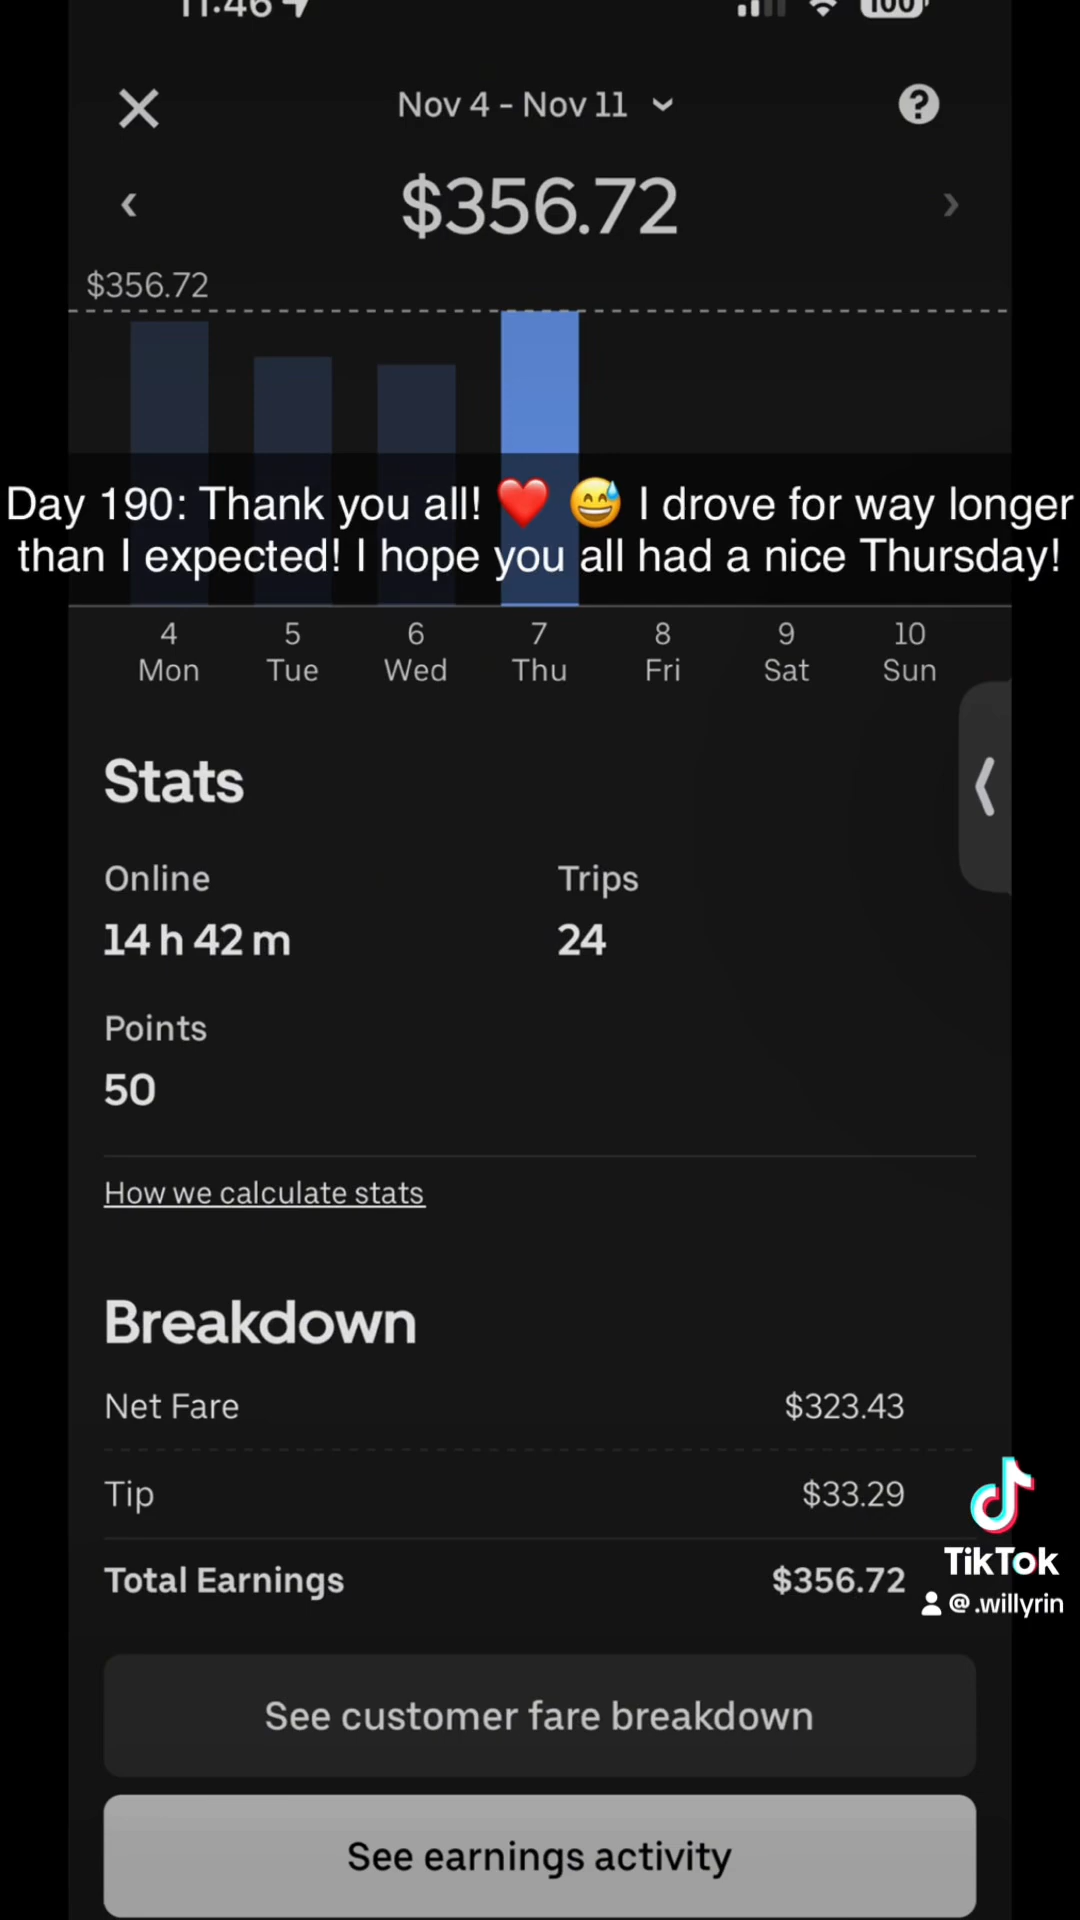 11:46
100
Nov 4 - Nov 11
$356.72
$356.72
Day 190: Thank you all! ❤️ 😅 I drove for way longer
than I expected! I hope you all had a nice Thursday!
4 5 6 7 8 9 10
Mon Tue Wed Thu Fri Sat Sun
Stats
Online Trips
14 h 42 m 24
Points
50
How we calculate stats
Breakdown
Net Fare $323.43
Tip $33.29
Total Earnings $356.72
TikTok
@.willyrin
See customer fare breakdown
See earnings activity